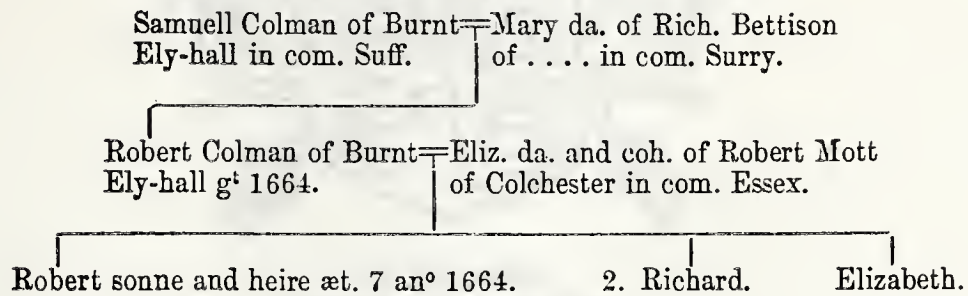 Samuell Colman of Burnt=Mary da. of Rich. Bettison
Ely-hall in com. Suff. of . . . . in com. Surry.
Robert Colman of Burnt=Eliz. da. and coh. of Robert Mott
Ely-hall gᵗ 1664. of Colchester in com. Essex.
Robert sonne and heire æt. 7 anº 1664. 2. Richard. Elizabeth.